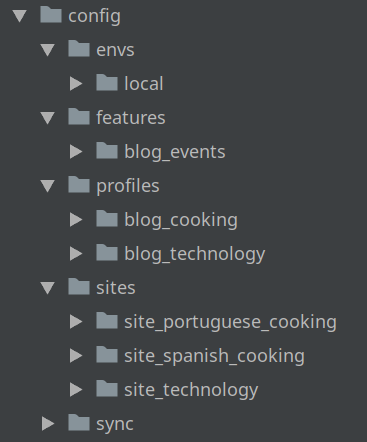 config
envs
local
features
blog_events
profiles
blog_cooking
blog_technology
sites
site_portuguese_cooking
site_spanish_cooking
site_technology
sync